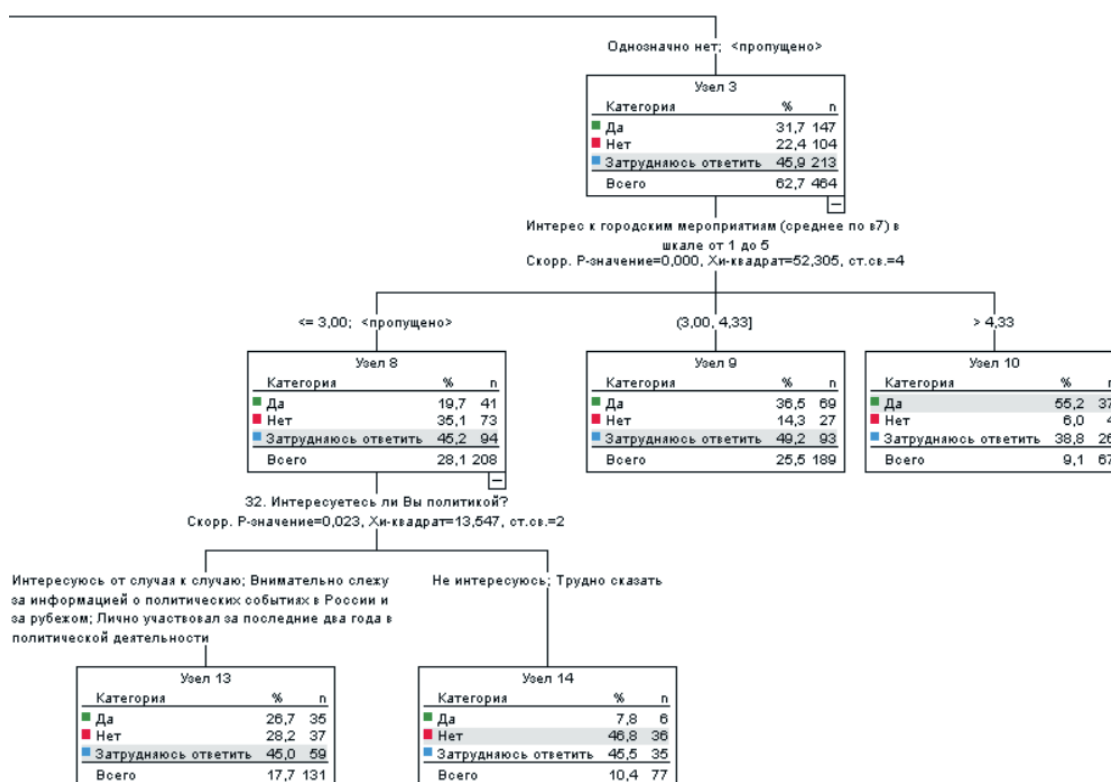 Однозначно нет; <пропущено>
Узел 3
Категория % n
Да 31,7 147
Нет 22,4 104
Затрудняюсь ответить 45,9 213
Всего 62,7 464
Интерес к городским мероприятиям (среднее по в7) в
шкале от 1 до 5
Скорр. P-значение=0,000, Хи-квадрат=52,305, ст.св.=4
<= 3,00; <пропущено>
(3,00, 4,33]
> 4,33
Узел 8
Категория % n
Да 19,7 41
Нет 35,1 73
Затрудняюсь ответить 45,2 94
Всего 28,1 208
Узел 9
Категория % n
Да 36,5 69
Нет 14,3 27
Затрудняюсь ответить 49,2 93
Всего 25,5 189
Узел 10
Категория % n
Да 55,2 37
Нет 6,0 4
Затрудняюсь ответить 38,8 26
Всего 9,1 67
32. Интересуетесь ли Вы политикой?
Скорр. P-значение=0,023, Хи-квадрат=13,547, ст.св.=2
Интересуюсь от случая к случаю; Внимательно слежу
за информацией о политических событиях в России и
за рубежом; Лично участвовал за последние два года в
политической деятельности
Не интересуюсь; Трудно сказать
Узел 13
Категория % n
Да 26,7 35
Нет 28,2 37
Затрудняюсь ответить 45,0 59
Всего 17,7 131
Узел 14
Категория % n
Да 7,8 6
Нет 46,8 36
Затрудняюсь ответить 45,5 35
Всего 10,4 77